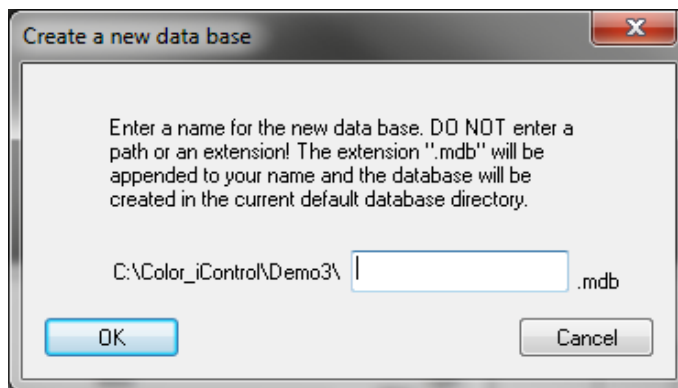 Create a new data base
Enter a name for the new data base. DO NOT enter a
path or an extension! The extension ".mdb" will be
appended to your name and the database will be
created in the current default database directory.
C:\Color_iControl\Demo3\ .mdb
OK Cancel